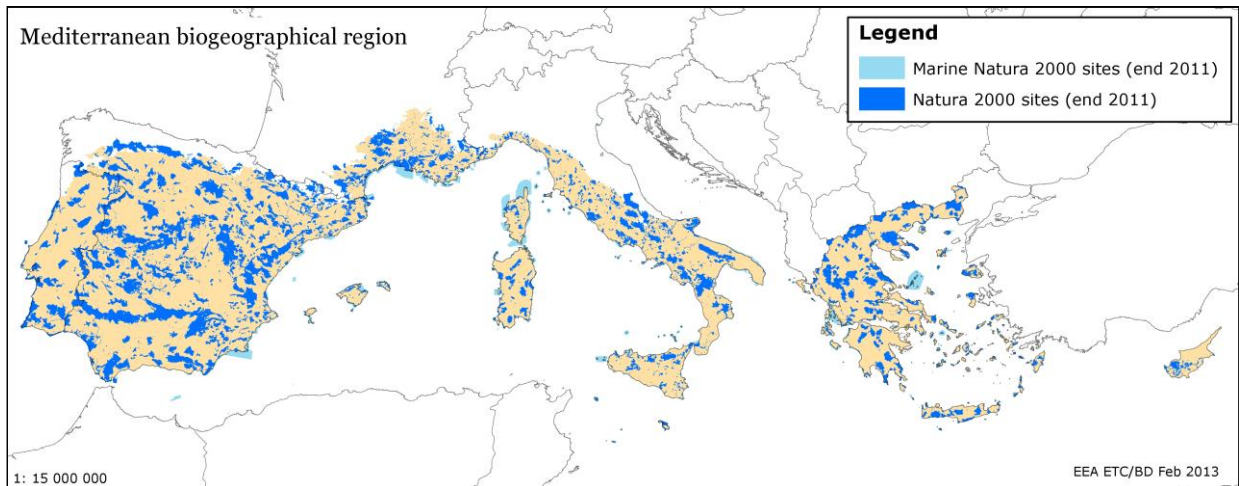 Mediterranean biogeographical region
Legend
Marine Natura 2000 sites (end 2011)
Natura 2000 sites (end 2011)
1: 15 000 000
EEA ETC/BD Feb 2013